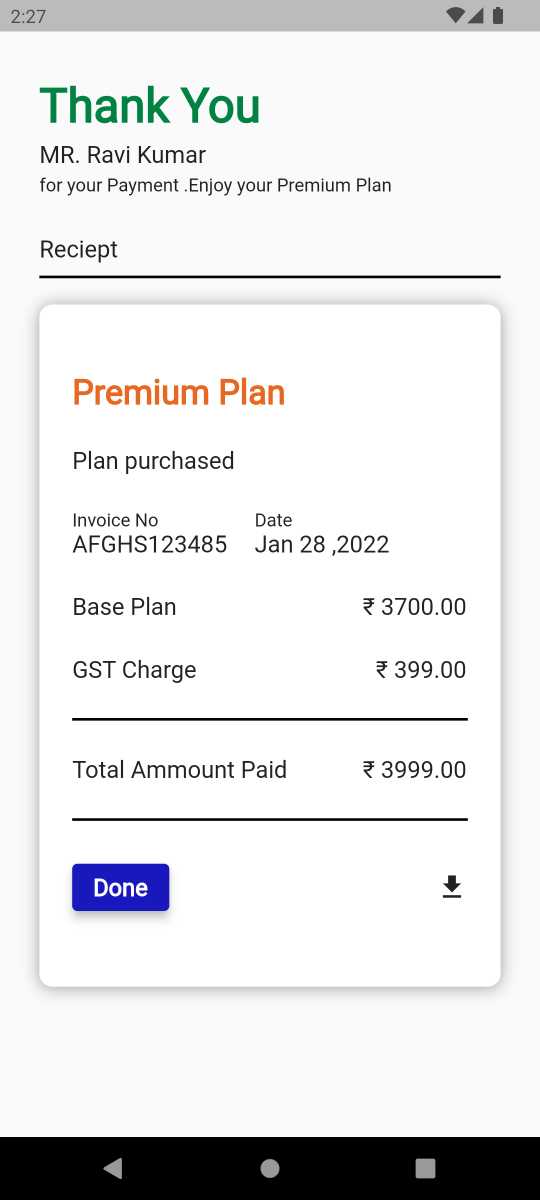 2:27
Thank You
MR. Ravi Kumar
for your Payment .Enjoy your Premium Plan
Reciept
Premium Plan
Plan purchased
Invoice No Date
AFGHS123485 Jan 28 ,2022
Base Plan ₹ 3700.00
GST Charge ₹ 399.00
Total Ammount Paid ₹ 3999.00
Done